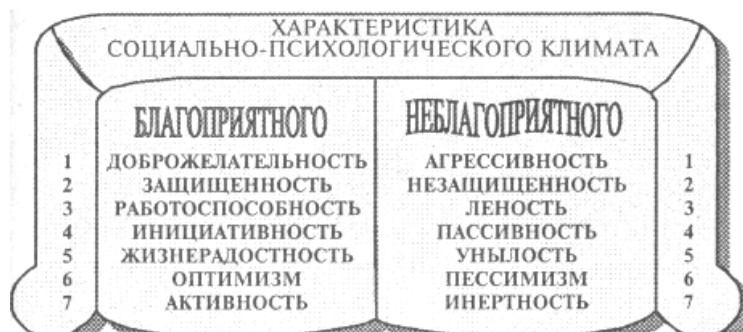 ХАРАКТЕРИСТИКА
СОЦИАЛЬНО-ПСИХОЛОГИЧЕСКОГО КЛИМАТА
БЛАГОПРИЯТНОГО НЕБЛАГОПРИЯТНОГО
1 ДОБРОЖЕЛАТЕЛЬНОСТЬ АГРЕССИВНОСТЬ 1
2 ЗАЩИЩЕННОСТЬ НЕЗАЩИЩЕННОСТЬ 2
3 РАБОТОСПОСОБНОСТЬ ЛЕНОСТЬ 3
4 ИНИЦИАТИВНОСТЬ ПАССИВНОСТЬ 4
5 ЖИЗНЕРАДОСТНОСТЬ УНЫЛОСТЬ 5
6 ОПТИМИЗМ ПЕССИМИЗМ 6
7 АКТИВНОСТЬ ИНЕРТНОСТЬ 7